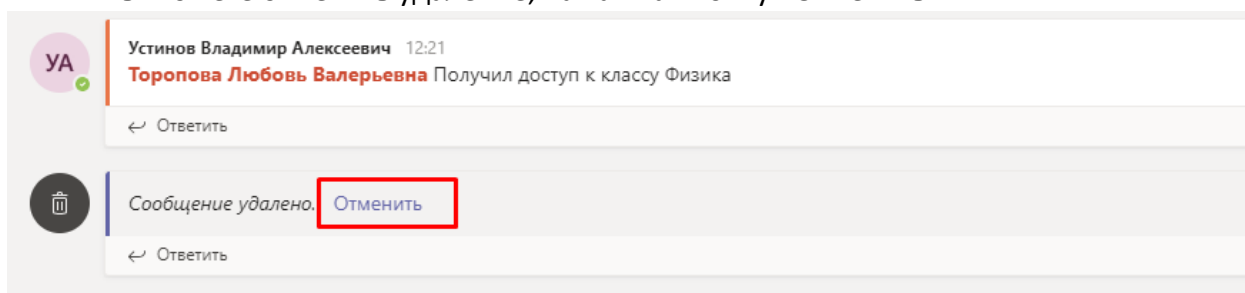 УА
Устинов Владимир Алексеевич 12:21
Торопова Любовь Валерьевна Получил доступ к классу Физика
Ответить
Сообщение удалено. Отменить
Ответить